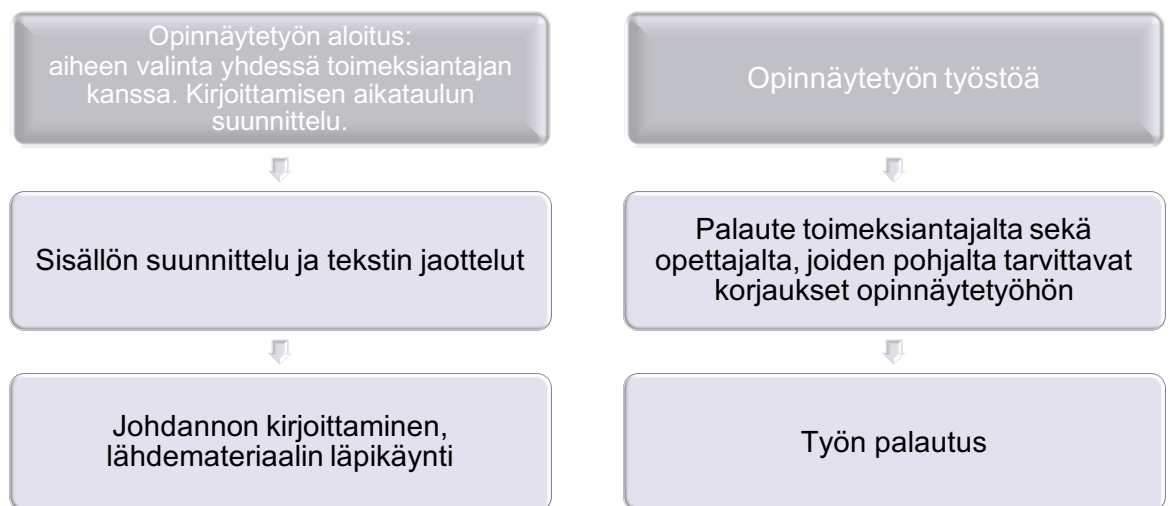 Opinnäytetyön aloitus:
aiheen valinta yhdessä toimeksiantajan
kanssa. Kirjoittamisen aikataulun
suunnittelu.
Sisällön suunnittelu ja tekstin jaottelut
Johdannon kirjoittaminen,
lähdemateriaalin läpikäynti
Opinnäytetyön työstöä
Palaute toimeksiantajalta sekä
opettajalta, joiden pohjalta tarvittavat
korjaukset opinnäytetyöhön
Työn palautus